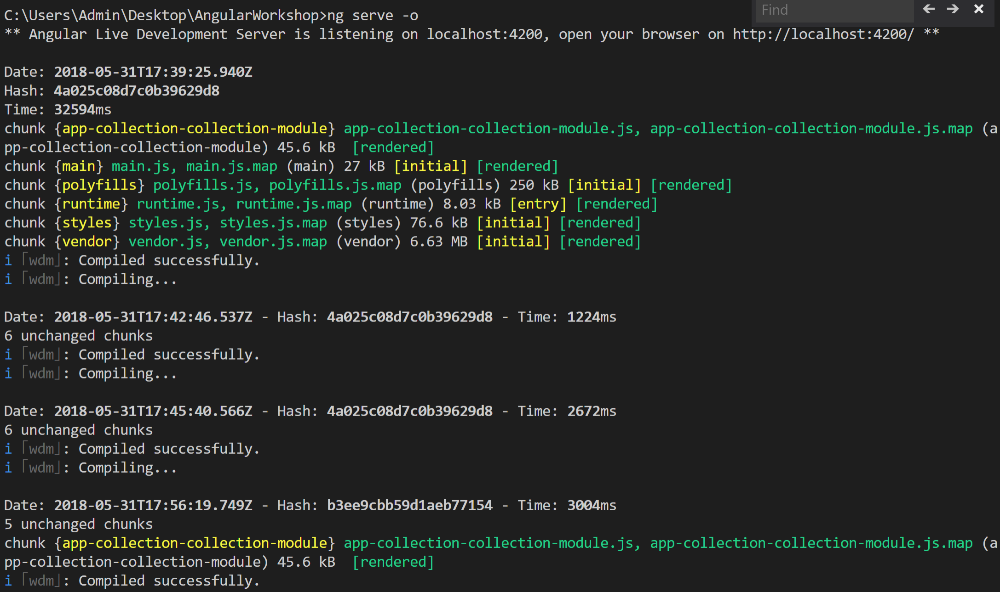 C:\Users\Admin\Desktop\AngularWorkshop>ng serve -o
Find
** Angular Live Development Server is listening on localhost:4200, open your browser on http://localhost:4200/ **
Date: 2018-05-31T17:39:25.940Z
Hash: 4a025c08d7c0b39629d8
Time: 32594ms
chunk {app-collection-collection-module} app-collection-collection-module.js, app-collection-collection-module.js.map (a
pp-collection-collection-module) 45.6 kB  [rendered]
chunk {main} main.js, main.js.map (main) 27 kB [initial] [rendered]
chunk {polyfills} polyfills.js, polyfills.js.map (polyfills) 250 kB [initial] [rendered]
chunk {runtime} runtime.js, runtime.js.map (runtime) 8.03 kB [entry] [rendered]
chunk {styles} styles.js, styles.js.map (styles) 76.6 kB [initial] [rendered]
chunk {vendor} vendor.js, vendor.js.map (vendor) 6.63 MB [initial] [rendered]
i ｢wdm｣: Compiled successfully.
i ｢wdm｣: Compiling...
Date: 2018-05-31T17:42:46.537Z - Hash: 4a025c08d7c0b39629d8 - Time: 1224ms
6 unchanged chunks
i ｢wdm｣: Compiled successfully.
i ｢wdm｣: Compiling...
Date: 2018-05-31T17:45:40.566Z - Hash: 4a025c08d7c0b39629d8 - Time: 2672ms
6 unchanged chunks
i ｢wdm｣: Compiled successfully.
i ｢wdm｣: Compiling...
Date: 2018-05-31T17:56:19.749Z - Hash: b3ee9cbb59d1aeb77154 - Time: 3004ms
5 unchanged chunks
chunk {app-collection-collection-module} app-collection-collection-module.js, app-collection-collection-module.js.map (a
pp-collection-collection-module) 45.6 kB  [rendered]
i ｢wdm｣: Compiled successfully.